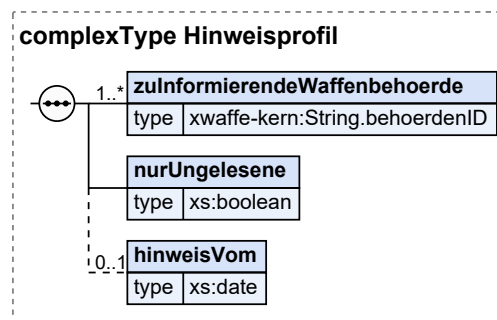 complexType Hinweisprofil
1..* zuInformierendeWaffenbehoerde
type xwaffe-kern:String.behoerdenID
nurUngelesene
type xs:boolean
0..1 hinweisVom
type xs:date